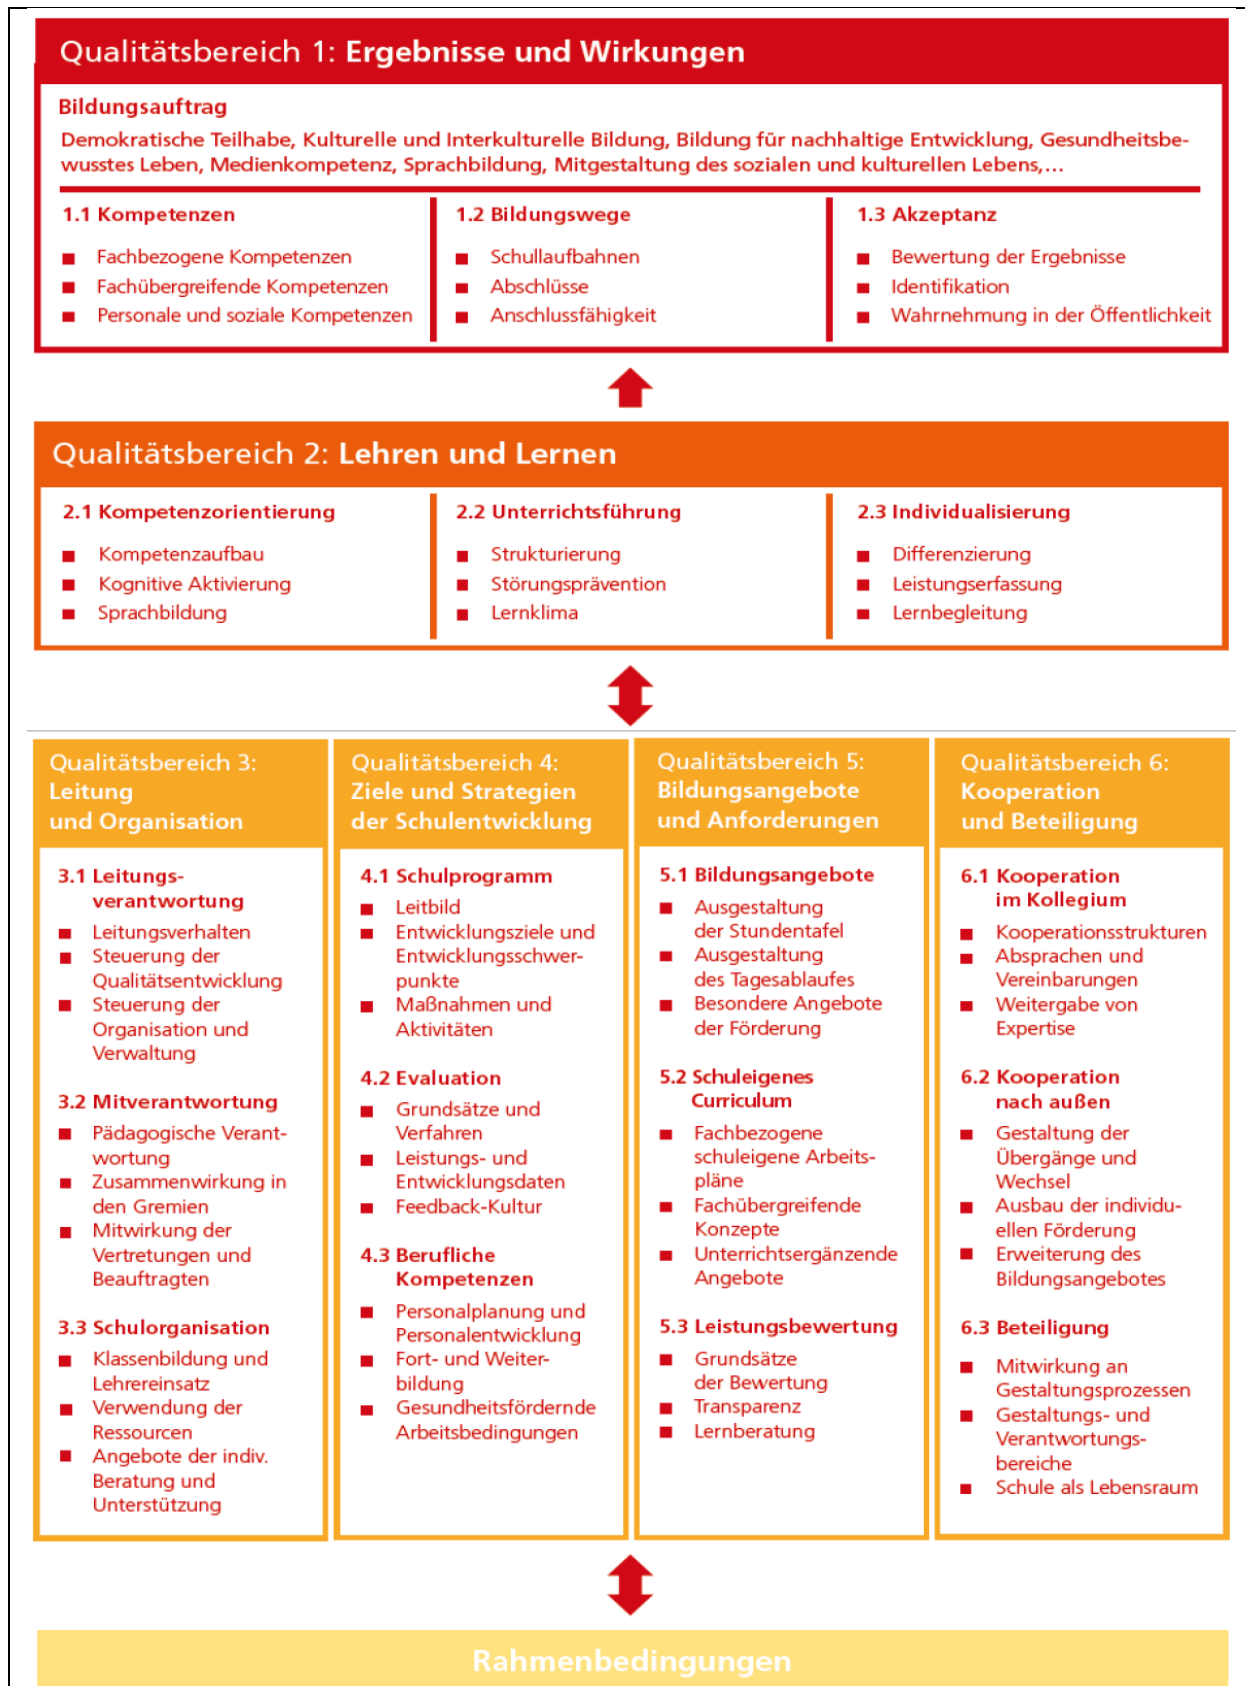 Qualitätsbereich 1: Ergebnisse und Wirkungen
Bildungsauftrag
Demokratische Teilhabe, Kulturelle und Interkulturelle Bildung, Bildung für nachhaltige Entwicklung, Gesundheitsbe-
wusstes Leben, Medienkompetenz, Sprachbildung, Mitgestaltung des sozialen und kulturellen Lebens,...
1.1 Kompetenzen
Fachbezogene Kompetenzen
Fachübergreifende Kompetenzen
Personale und soziale Kompetenzen
1.2 Bildungswege
Schullaufbahnen
Abschlüsse
Anschlussfähigkeit
1.3 Akzeptanz
Bewertung der Ergebnisse
Identifikation
Wahrnehmung in der Öffentlichkeit
Qualitätsbereich 2: Lehren und Lernen
2.1 Kompetenzorientierung
Kompetenzaufbau
Kognitive Aktivierung
Sprachbildung
2.2 Unterrichtsführung
Strukturierung
Störungsprävention
Lernklima
2.3 Individualisierung
Differenzierung
Leistungserfassung
Lernbegleitung
Qualitätsbereich 3:
Leitung
und Organisation
3.1 Leitungs-
verantwortung
Leitungsverhalten
Steuerung der
Qualitätsentwicklung
Steuerung der
Organisation und
Verwaltung
3.2 Mitverantwortung
Pädagogische Verant-
wortung
Zusammenwirkung in
den Gremien
Mitwirkung der
Vertretungen und
Beauftragten
3.3 Schulorganisation
Klassenbildung und
Lehrereinsatz
Verwendung der
Ressourcen
Angebote der indiv.
Beratung und
Unterstützung
Qualitätsbereich 4:
Ziele und Strategien
der Schulentwicklung
4.1 Schulprogramm
Leitbild
Entwicklungsziele und
Entwicklungsschwer-
punkte
Maßnahmen und
Aktivitäten
4.2 Evaluation
Grundsätze und
Verfahren
Leistungs- und
Entwicklungsdaten
Feedback-Kultur
4.3 Berufliche
Kompetenzen
Personalplanung und
Personalentwicklung
Fort- und Weiter-
bildung
Gesundheitsfördernde
Arbeitsbedingungen
Qualitätsbereich 5:
Bildungsangebote
und Anforderungen
5.1 Bildungsangebote
Ausgestaltung
der Stundentafel
Ausgestaltung
des Tagesablaufes
Besondere Angebote
der Förderung
5.2 Schuleigenes
Curriculum
Fachbezogene
schuleigene Arbeits-
pläne
Fachübergreifende
Konzepte
Unterrichtsergänzende
Angebote
5.3 Leistungsbewertung
Grundsätze
der Bewertung
Transparenz
Lernberatung
Qualitätsbereich 6:
Kooperation
und Beteiligung
6.1 Kooperation
im Kollegium
Kooperationsstrukturen
Absprachen und
Vereinbarungen
Weitergabe von
Expertise
6.2 Kooperation
nach außen
Gestaltung der
Übergänge und
Wechsel
Ausbau der individu-
ellen Förderung
Erweiterung des
Bildungsangebotes
6.3 Beteiligung
Mitwirkung an
Gestaltungsprozessen
Gestaltungs- und
Verantwortungs-
bereiche
Schule als Lebensraum
Rahmenbedingungen